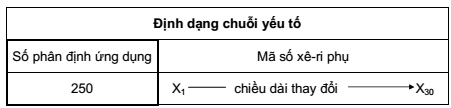 Định dạng chuỗi yếu tố
Số phân định ứng dụng Mã số xê-ri phụ
250 X1 chiều dài thay đổi X30